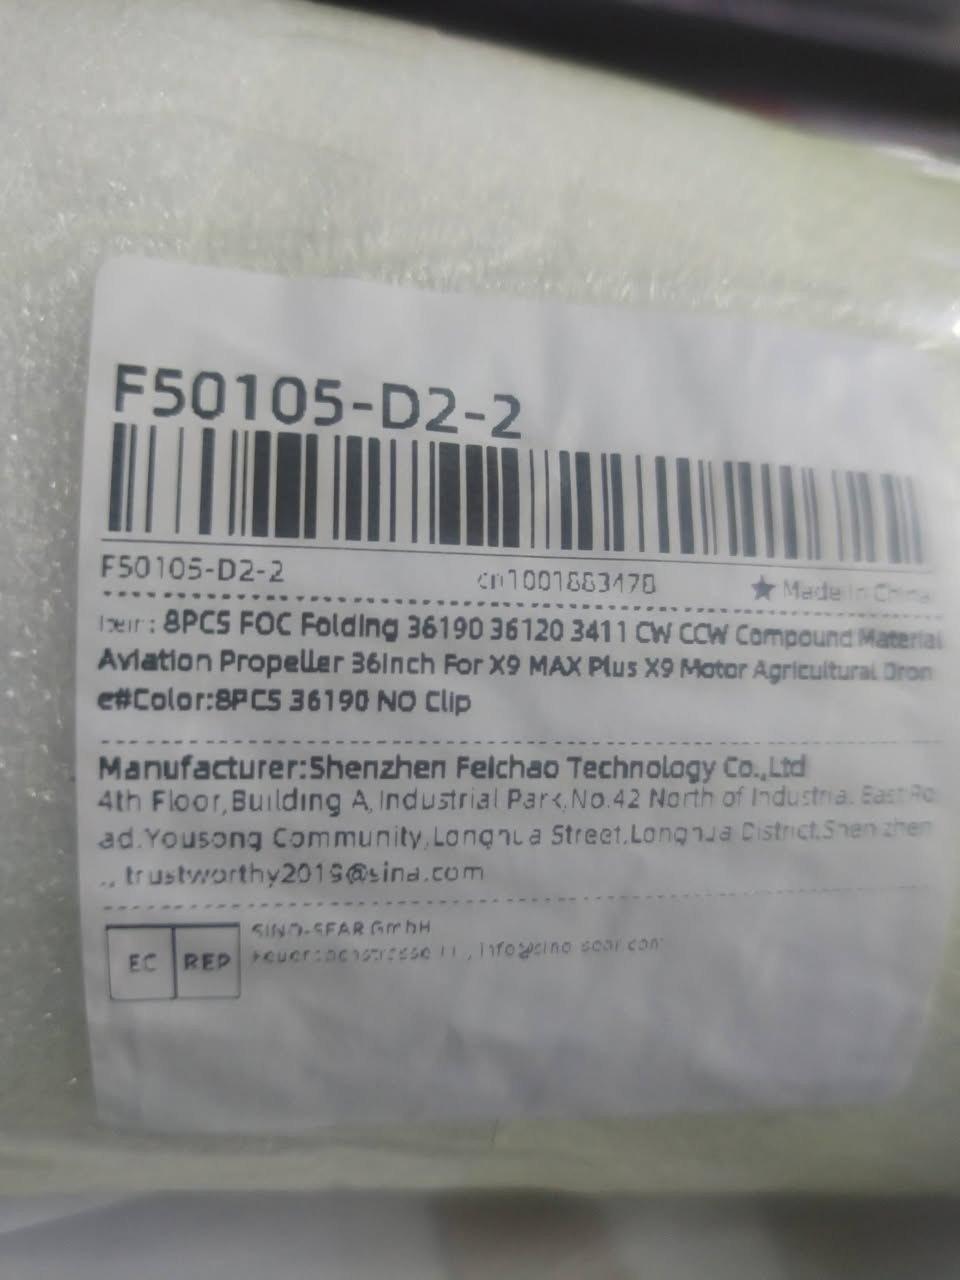 F50105-D2-2
F50105-D2-2 cn1001883478 Made In China
8PCS FOC Folding 36190 36120 3411 CW CCW Compound Material
Aviation Propeller 36Inch For X9 MAX Plus X9 Motor Agricultural Dron
e#Color:8PCS 36190 NO Clip
Manufacturer:Shenzhen Feichao Technology Co.,Ltd
4th Floor,Building A,Industrial Park,No.42 North of Industrial East Ro
ad.Yousong Community,Longhua Street,Longhua District,Shenzhen
., trustworthy2019@sina.com
EC REP
GmbH